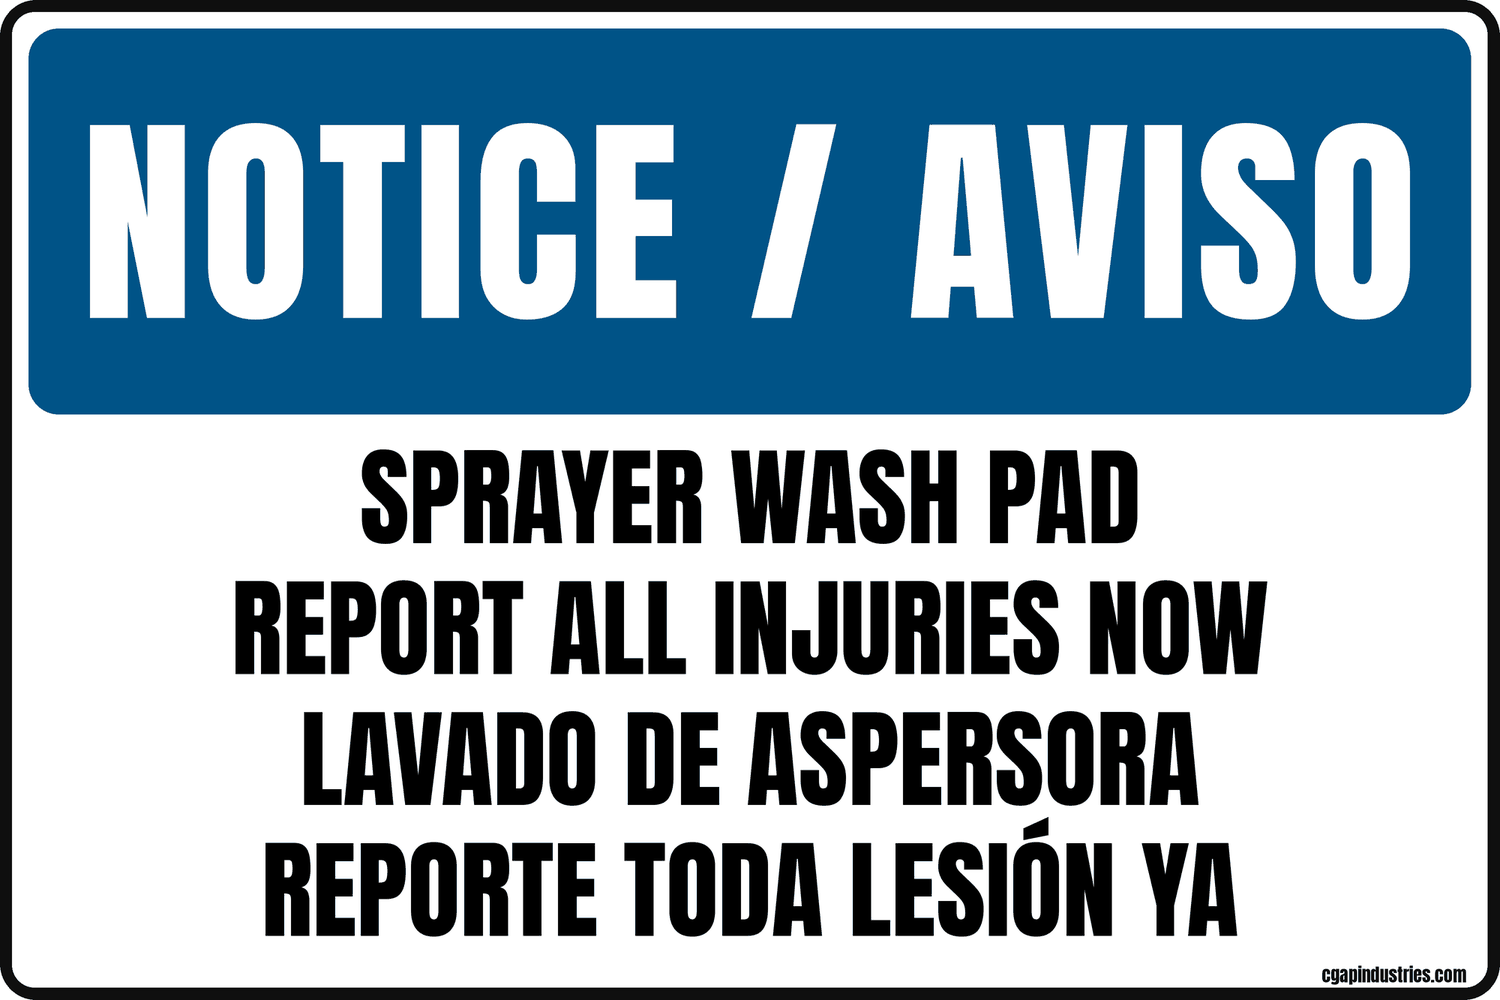 NOTICE / AVISO
SPRAYER WASH PAD
REPORT ALL INJURIES NOW
LAVADO DE ASPERSORA
REPORTE TODA LESIÓN YA
cgapindustries.com